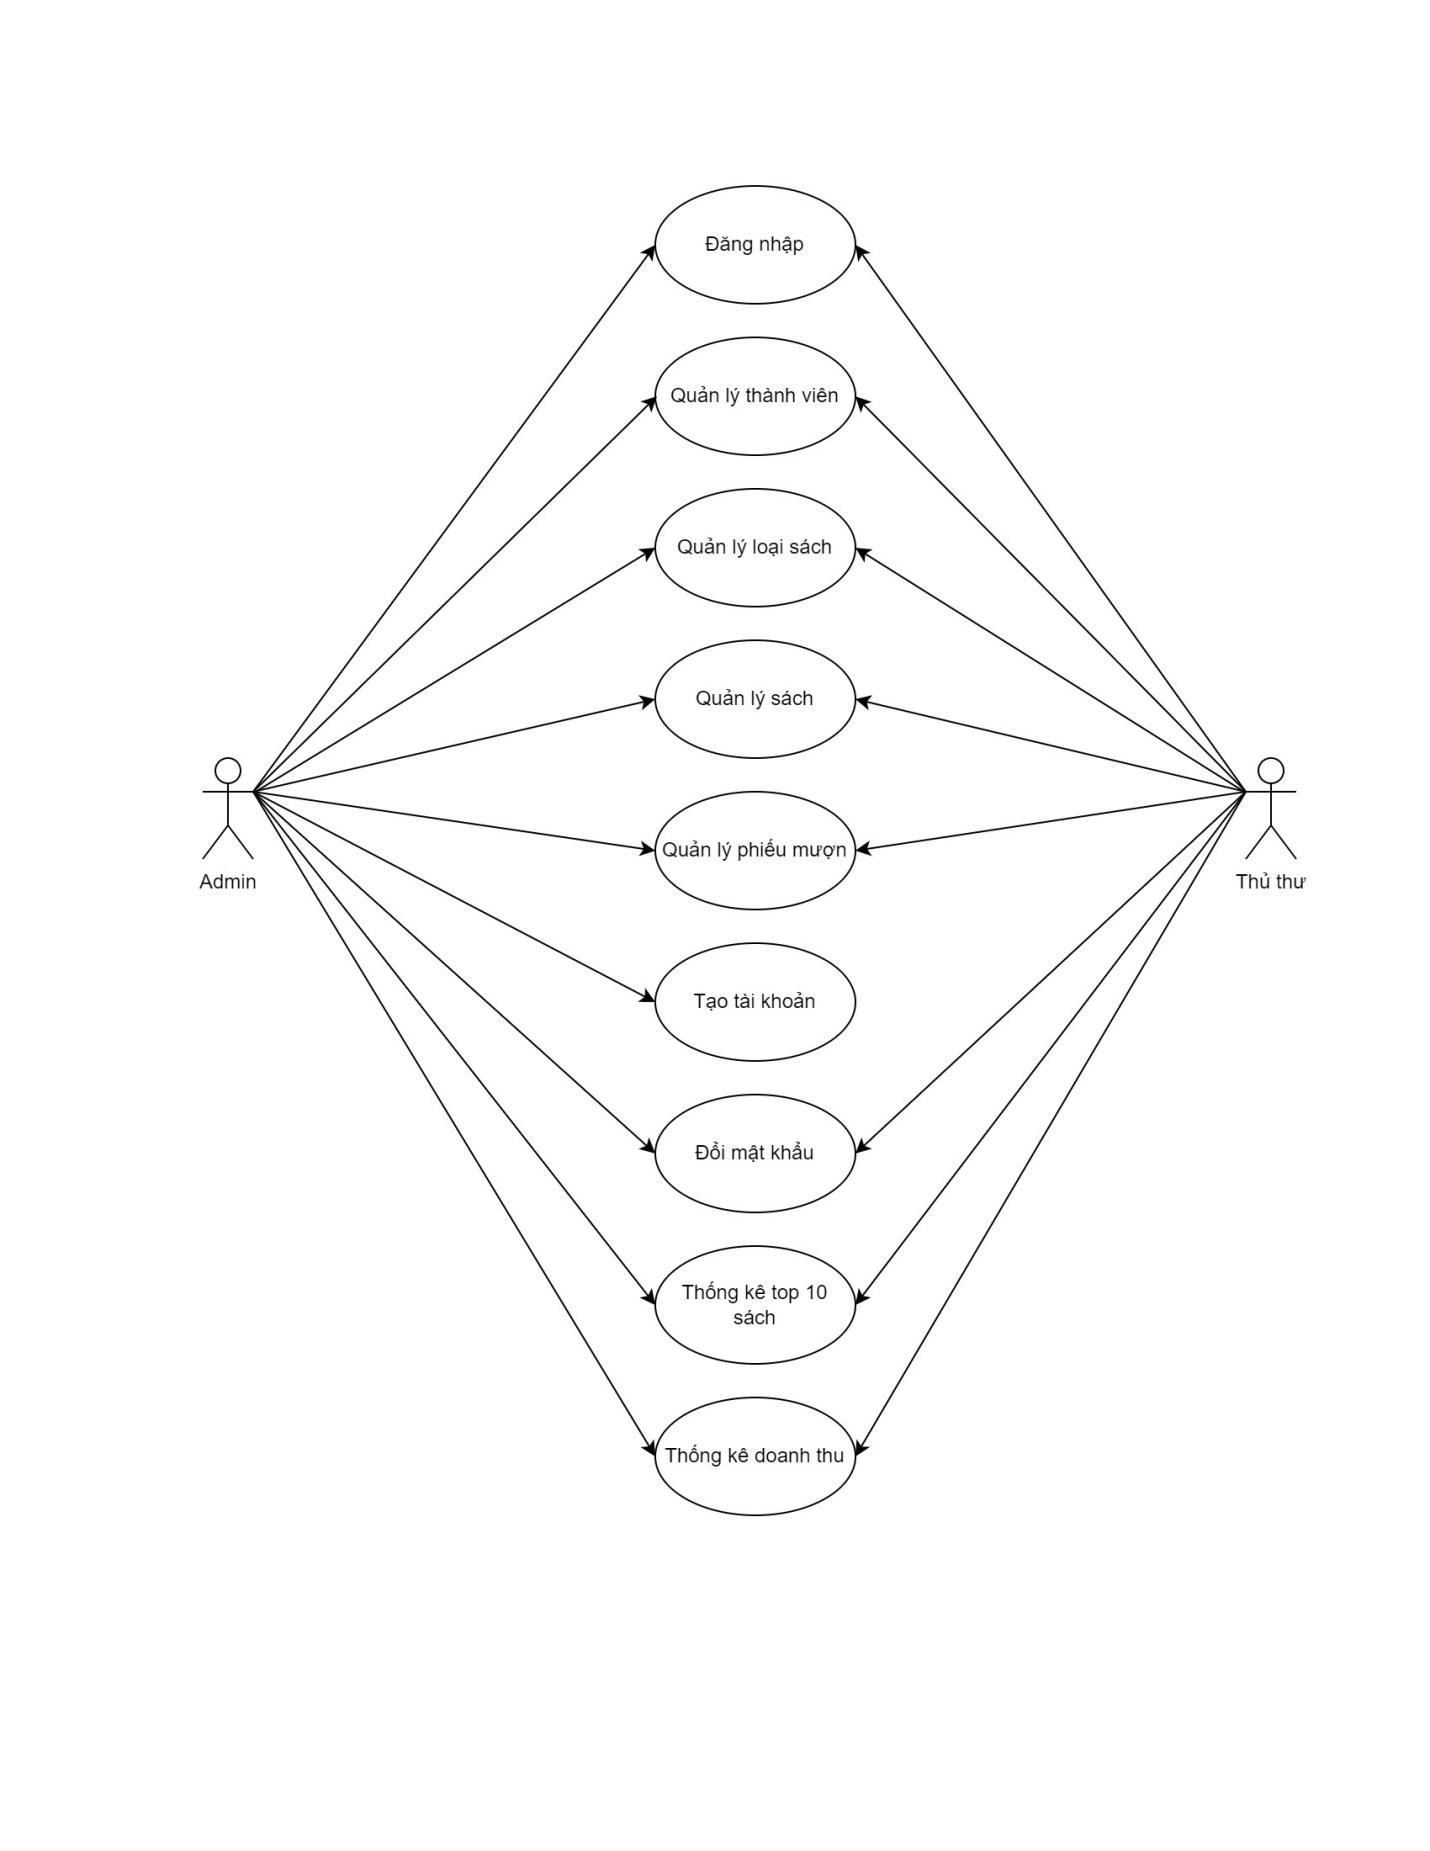 Đăng nhập
Quản lý thành viên
Quản lý loại sách
Quản lý sách
Quản lý phiếu mượn
Admin
Thủ thư
Tạo tài khoản
Đổi mật khẩu
Thống kê top 10
sách
Thống kê doanh thu